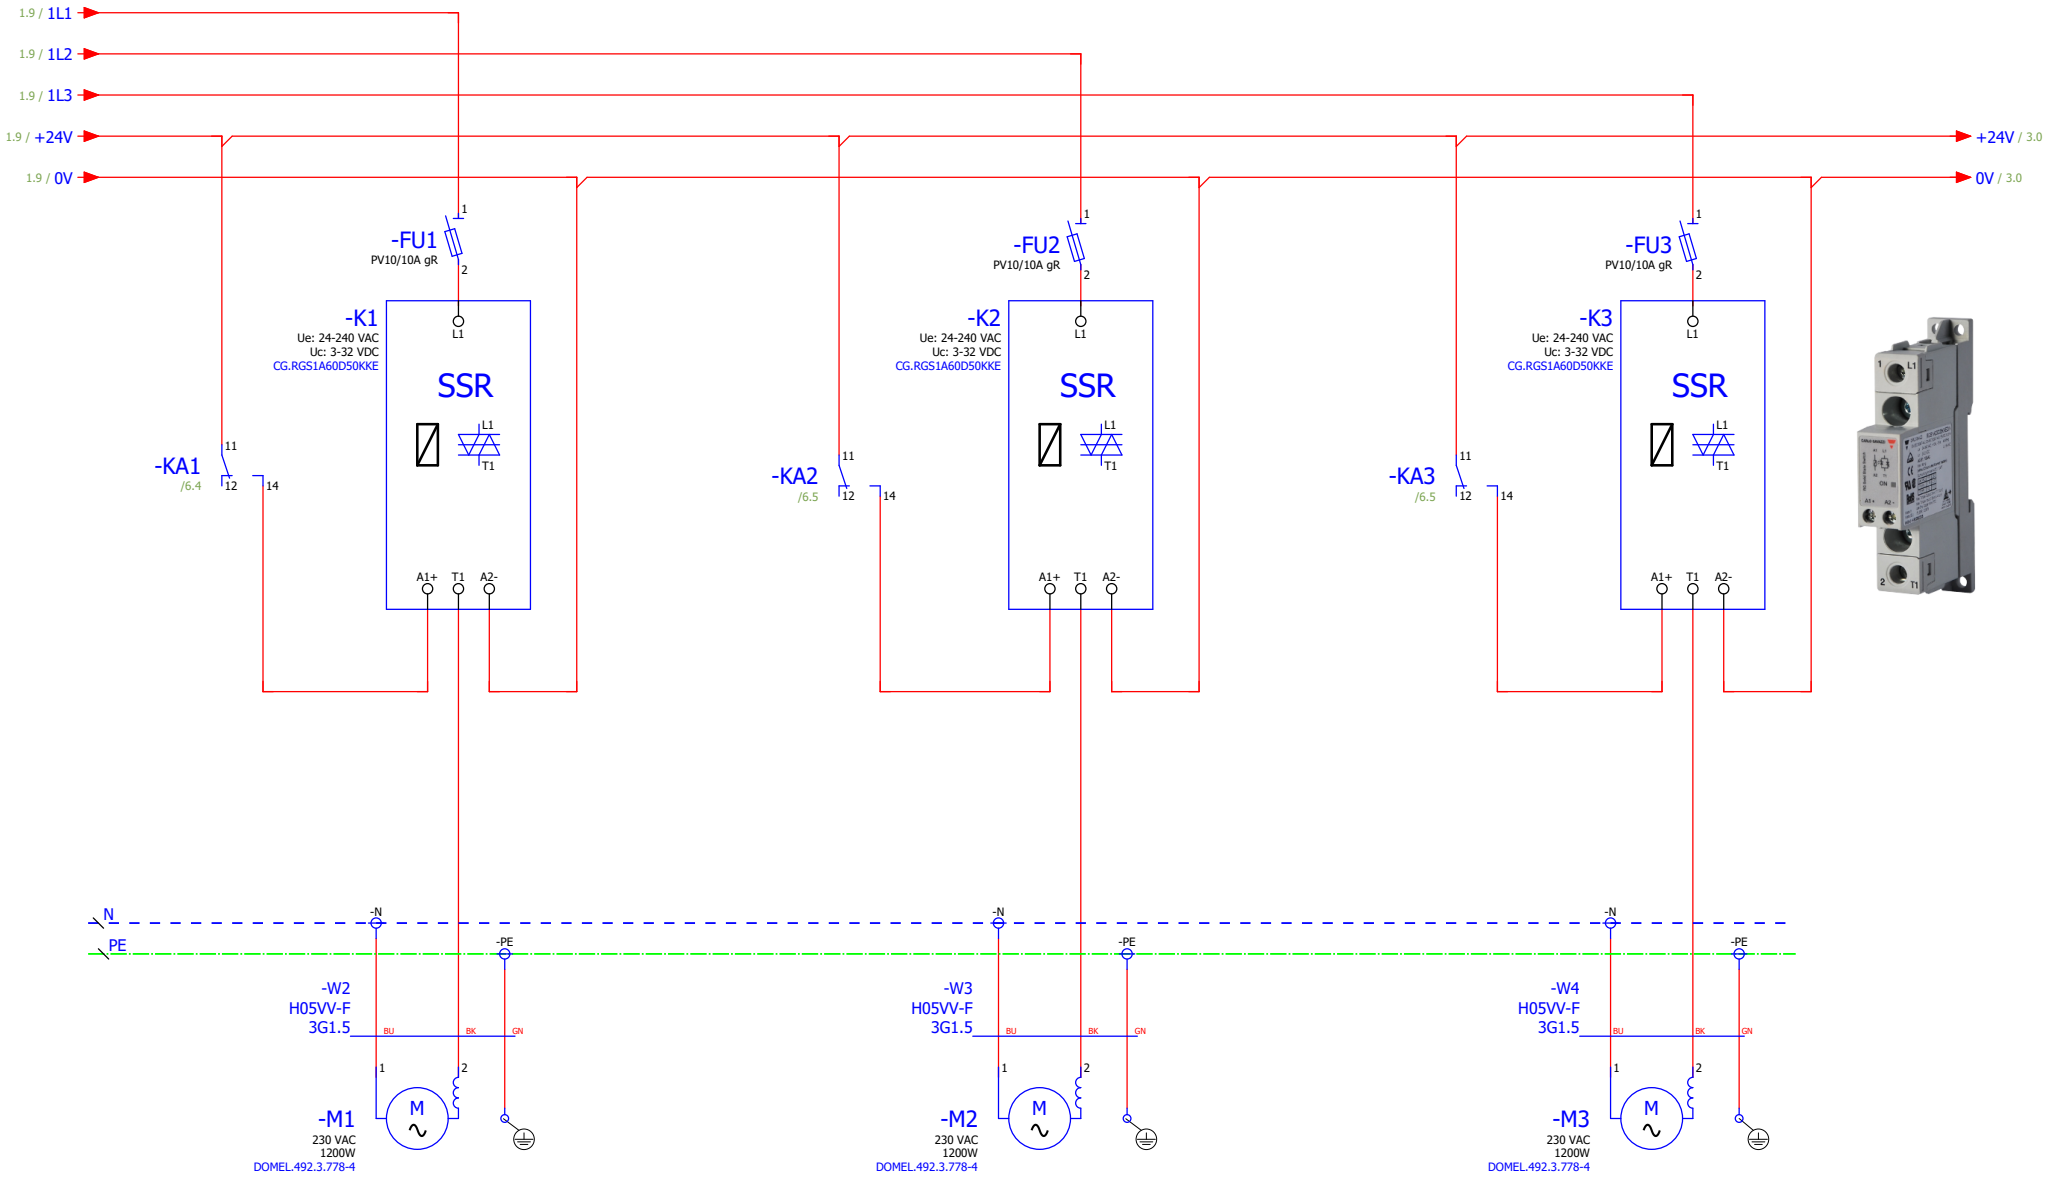 1.9 / 1L1
1.9 / 1L2
1.9 / 1L3
1.9 / +24V
+24V / 3.0
1.9 / 0V
0V / 3.0
1
-FU1
PV10/10A gR
2
1
-FU2
PV10/10A gR
2
1
-FU3
PV10/10A gR
2
-K1
Ue: 24-240 VAC
Uc: 3-32 VDC
CG.RGS1A60D50KKE
L1
SSR
L1
T1
A1+ T1 A2-
-K2
Ue: 24-240 VAC
Uc: 3-32 VDC
CG.RGS1A60D50KKE
L1
SSR
L1
T1
A1+ T1 A2-
-K3
Ue: 24-240 VAC
Uc: 3-32 VDC
CG.RGS1A60D50KKE
L1
SSR
L1
T1
A1+ T1 A2-
1 L1
ON
A1+ A2-
2 T1
11
-KA1
/6.4
12 14
11
-KA2
/6.5
12 14
11
-KA3
/6.5
12 14
N
-N
-N
-N
PE
-PE
-PE
-PE
-W2
H05VV-F
3G1.5
BU BK GN
-W3
H05VV-F
3G1.5
BU BK GN
-W4
H05VV-F
3G1.5
BU BK GN
1 2
M
-M1
230 VAC
1200W
DOMEL.492.3.778-4
1 2
M
-M2
230 VAC
1200W
DOMEL.492.3.778-4
1 2
M
-M3
230 VAC
1200W
DOMEL.492.3.778-4